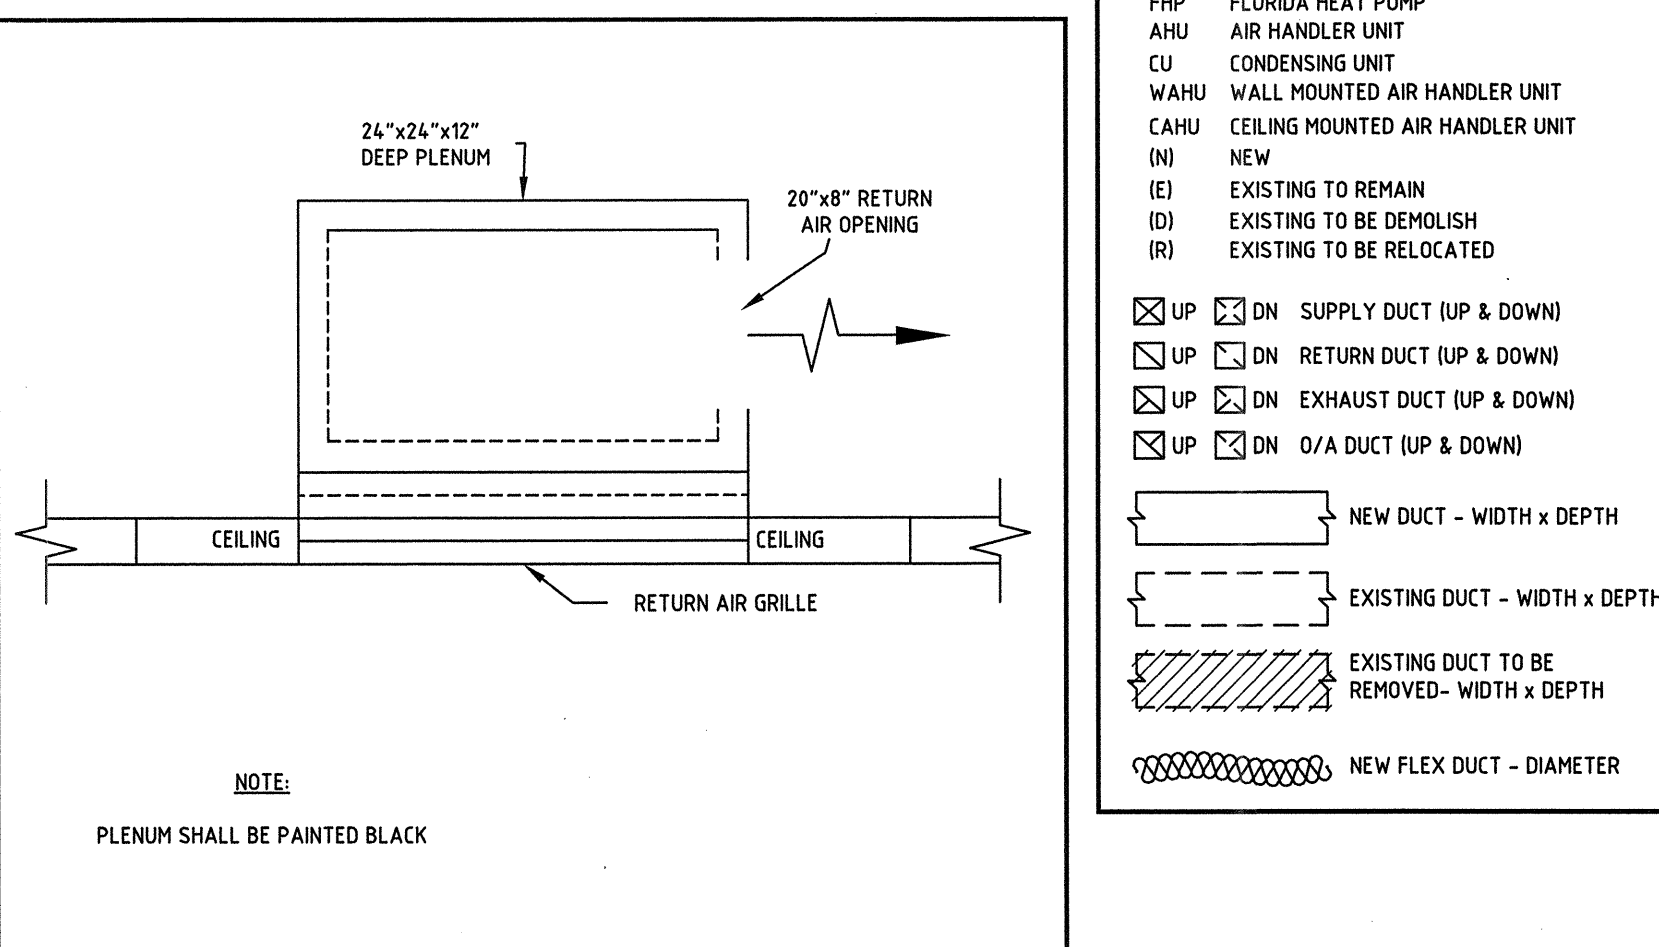 24"x24"x12"
DEEP PLENUM
20"x8" RETURN
AIR OPENING
CEILING
CEILING
RETURN AIR GRILLE
NOTE:
PLENUM SHALL BE PAINTED BLACK
FHP FLORIDA HEAT PUMP
AHU AIR HANDLER UNIT
CU CONDENSING UNIT
WAHU WALL MOUNTED AIR HANDLER UNIT
CAHU CEILING MOUNTED AIR HANDLER UNIT
(N) NEW
(E) EXISTING TO REMAIN
(D) EXISTING TO BE DEMOLISH
(R) EXISTING TO BE RELOCATED
UP DN SUPPLY DUCT (UP & DOWN)
UP DN RETURN DUCT (UP & DOWN)
UP DN EXHAUST DUCT (UP & DOWN)
UP DN O/A DUCT (UP & DOWN)
NEW DUCT - WIDTH x DEPTH
EXISTING DUCT - WIDTH x DEPTH
EXISTING DUCT TO BE
REMOVED- WIDTH x DEPTH
NEW FLEX DUCT - DIAMETER